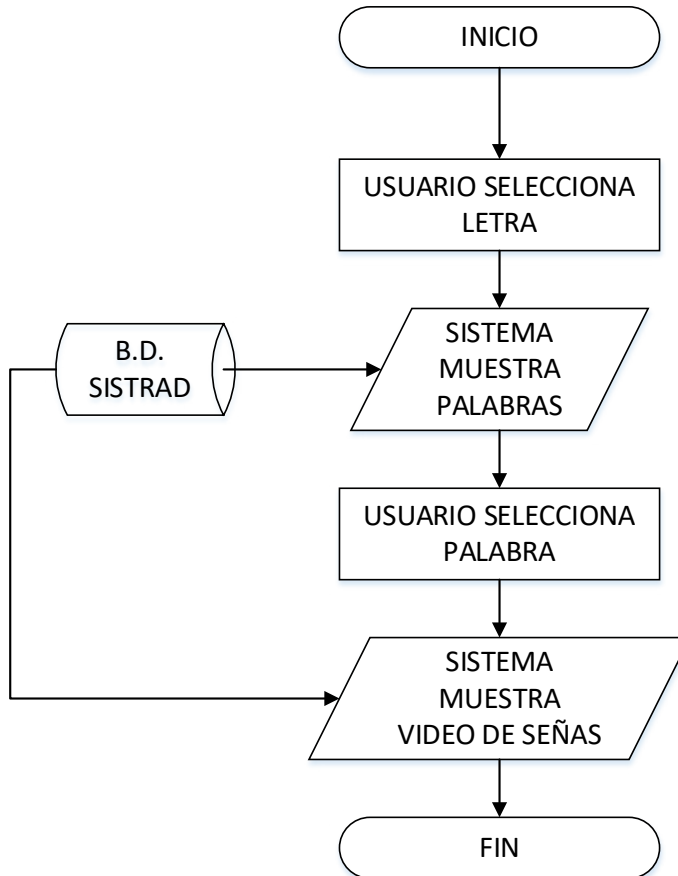 INICIO
USUARIO SELECCIONA
LETRA
B.D.
SISTRAD
SISTEMA
MUESTRA
PALABRAS
USUARIO SELECCIONA
PALABRA
SISTEMA
MUESTRA
VIDEO DE SEÑAS
FIN